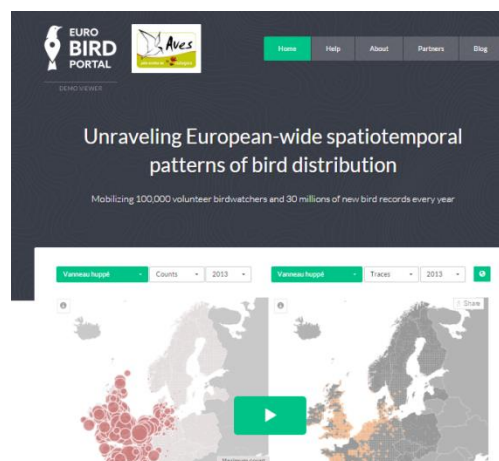 EURO
BIRD
PORTAL
Aves
DEMO VIEWER
Home Help About Partners Blog
Unraveling European-wide spatiotemporal
patterns of bird distribution
Mobilizing 100,000 volunteer birdwatchers and 30 millions of new bird records every year
Vanneau huppé Counts 2013 Vanneau huppé Traces 2013
Share